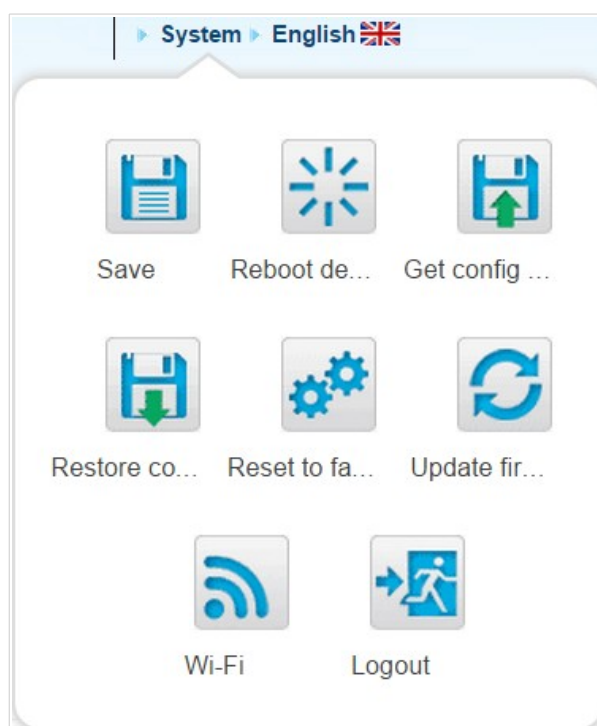 System English
Save Reboot de... Get config ...
Restore co... Reset to fa... Update fir...
Wi-Fi Logout